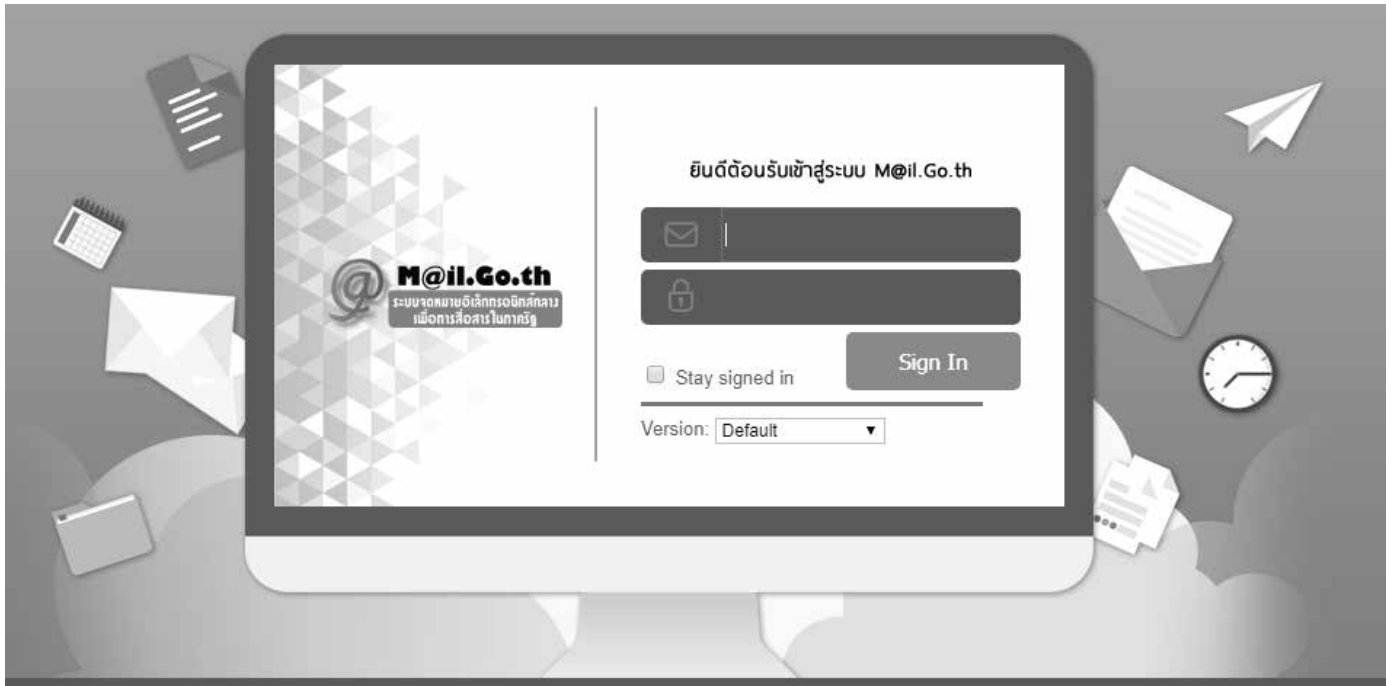 ยินดีต้อนรับเข้าสู่ระบบ M@il.Go.th
@ M@il.Go.th
ระบบจดหมายอิเล็กทรอนิกส์กลาง
เพื่อการสื่อสารในภาครัฐ
Sign In
Stay signed in
Version: Default